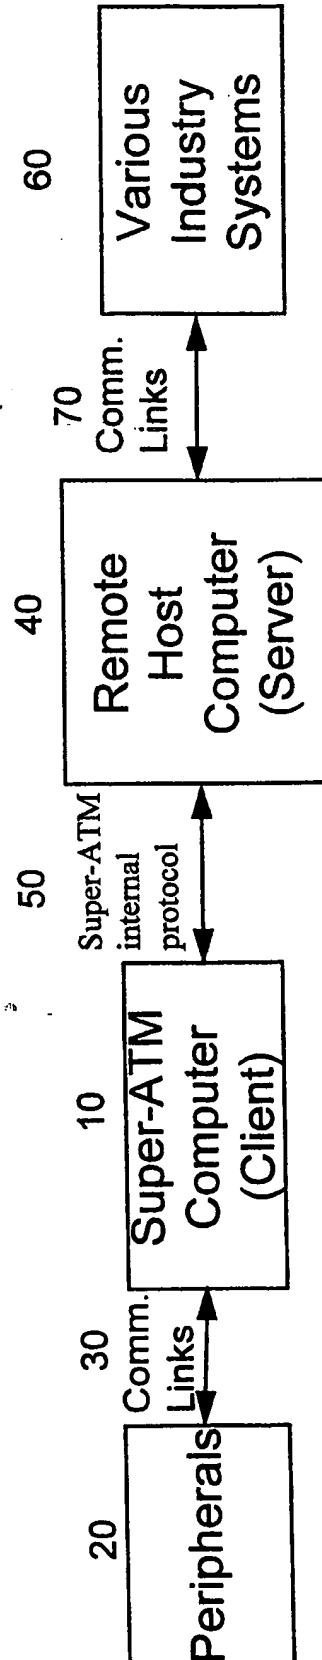 20
Peripherals
30
Comm.
Links
10
Super-ATM
Computer
(Client)
50
Super-ATM
internal
protocol
40
Remote
Host
Computer
(Server)
70
Comm.
Links
60
Various
Industry
Systems